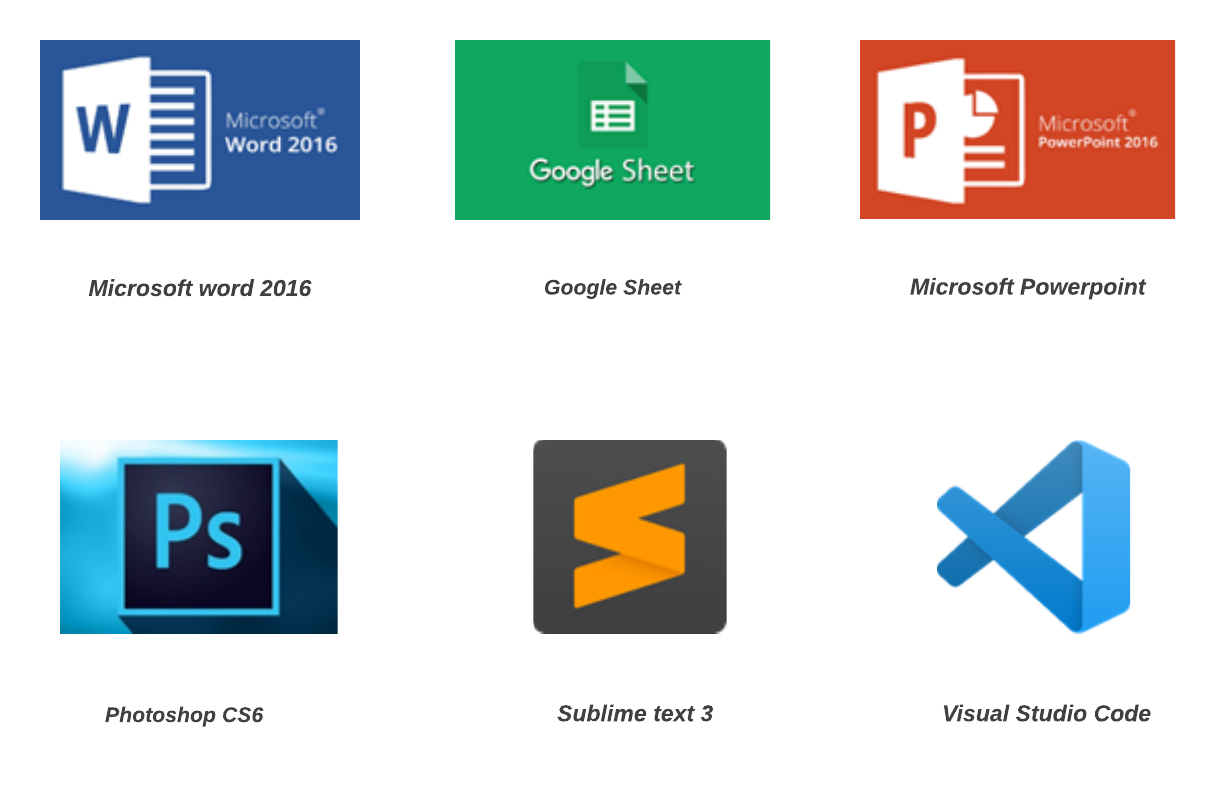 W Microsoft®
Word 2016
Google Sheet
P Microsoft®
PowerPoint 2016
Microsoft word 2016
Google Sheet
Microsoft Powerpoint
Ps
Photoshop CS6
Sublime text 3
Visual Studio Code